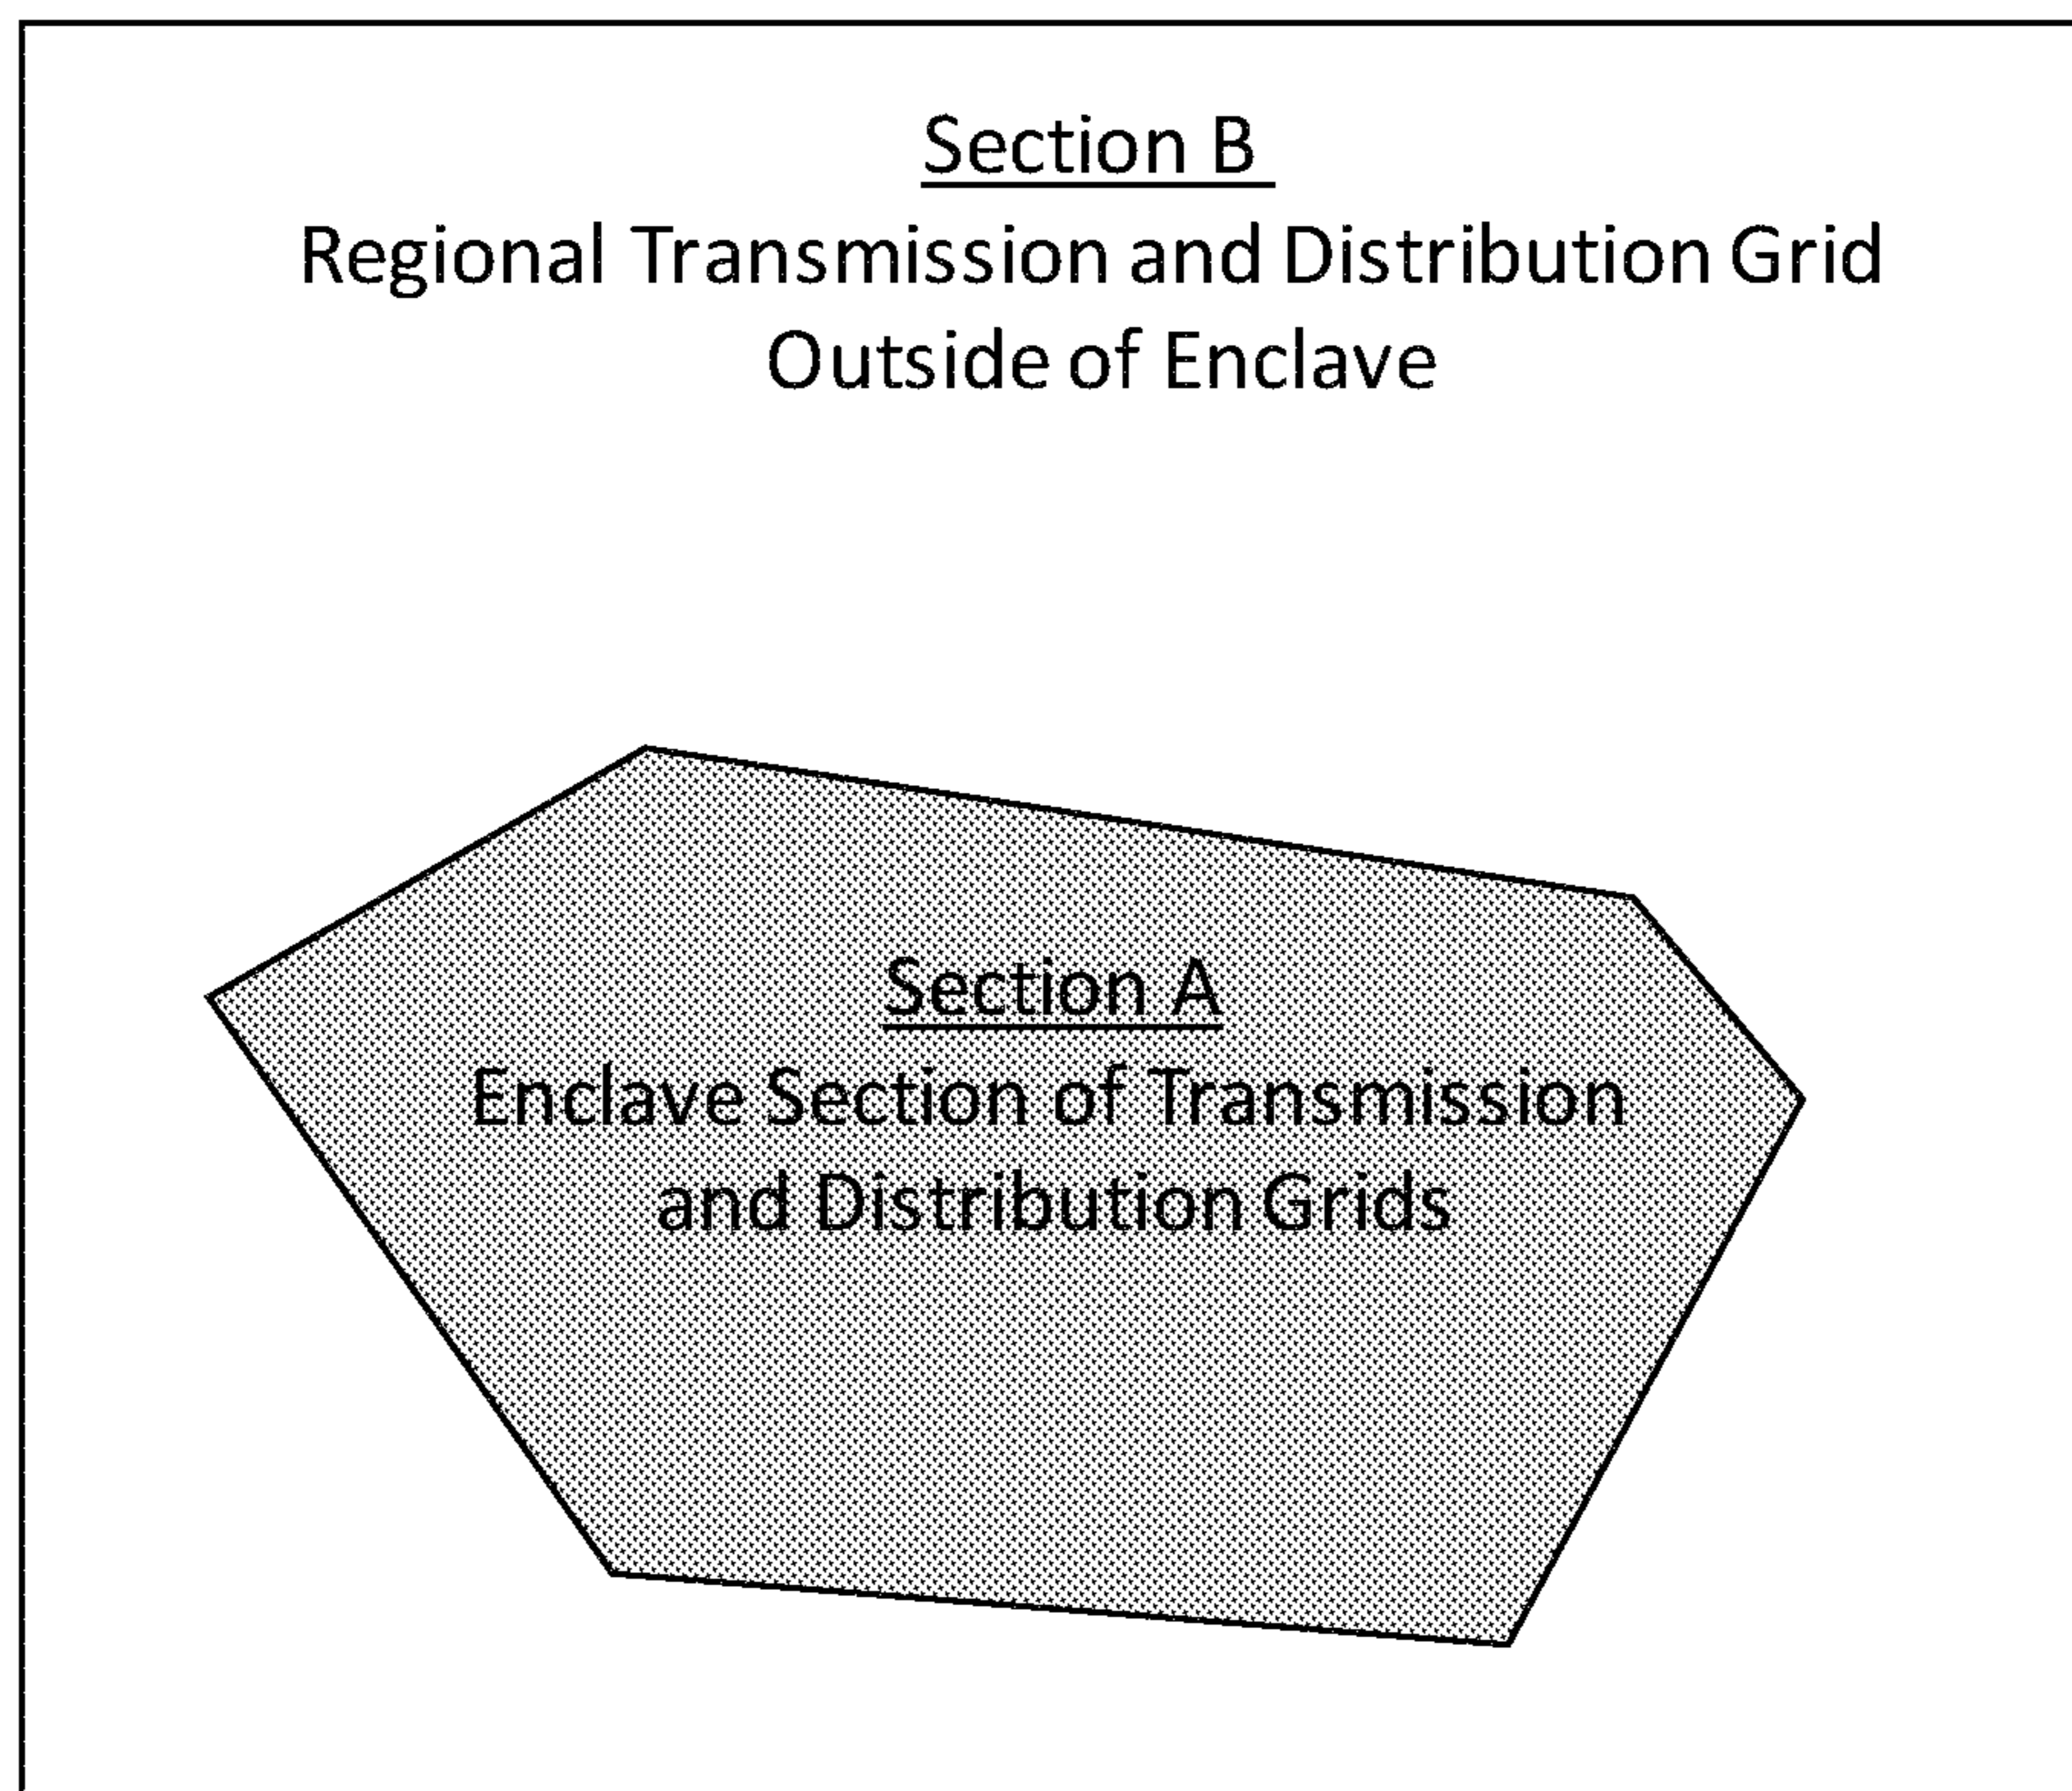 Section B
Regional Transmission and Distribution Grid
Outside of Enclave
Section A
Enclave Section of Transmission
and Distribution Grids